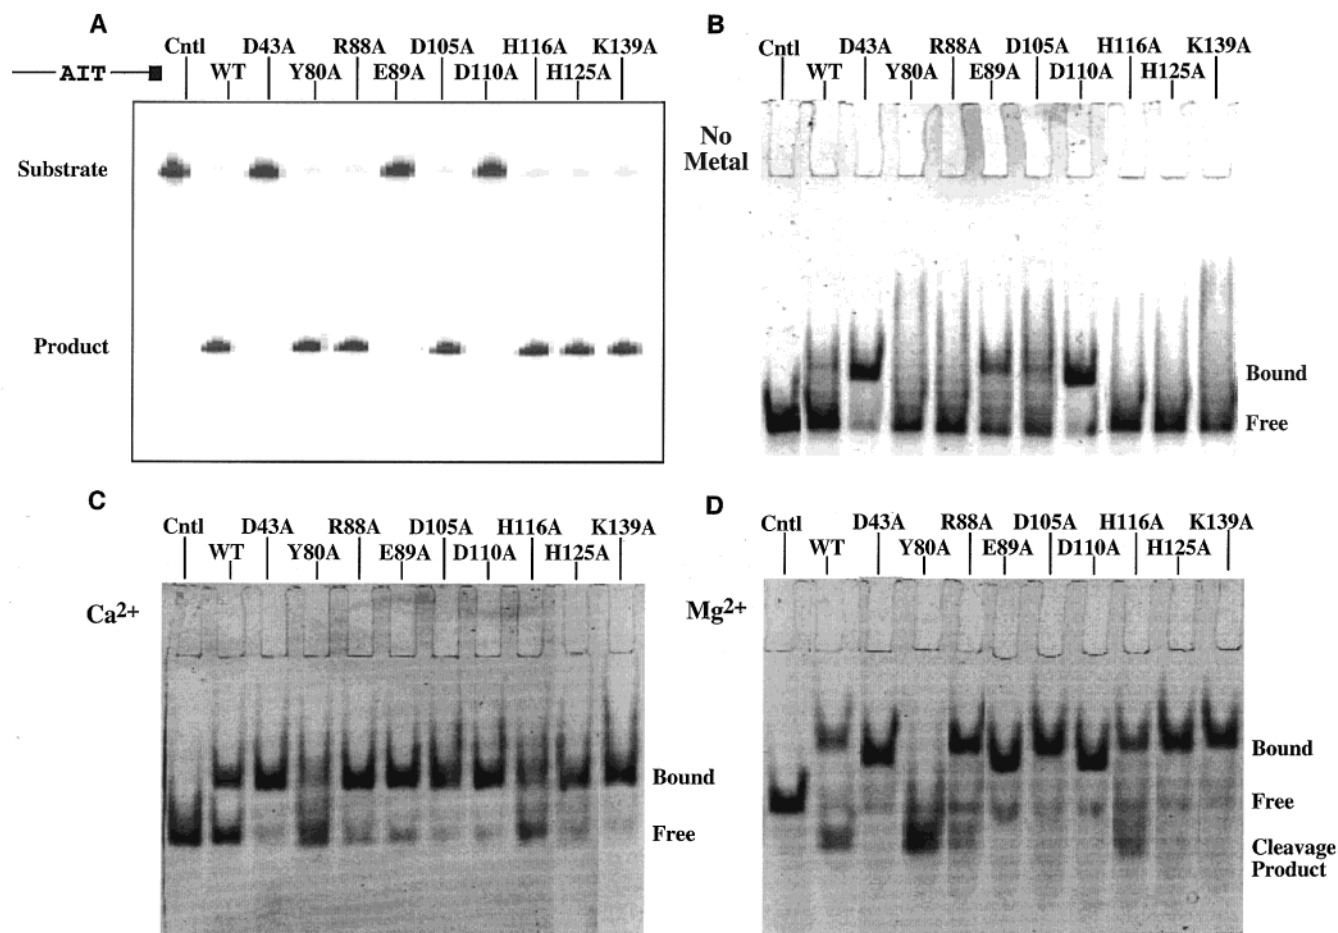 A
Cntl D43A R88A D105A H116A K139A
WT Y80A E89A D110A H125A
AIT
Substrate
Product
B
Cntl D43A R88A D105A H116A K139A
WT Y80A E89A D110A H125A
No
Metal
Bound
Free
C
Cntl D43A R88A D105A H116A K139A
WT Y80A E89A D110A H125A
Ca2+
Bound
Free
D
Cntl D43A R88A D105A H116A K139A
WT Y80A E89A D110A H125A
Mg2+
Bound
Free
Cleavage
Product